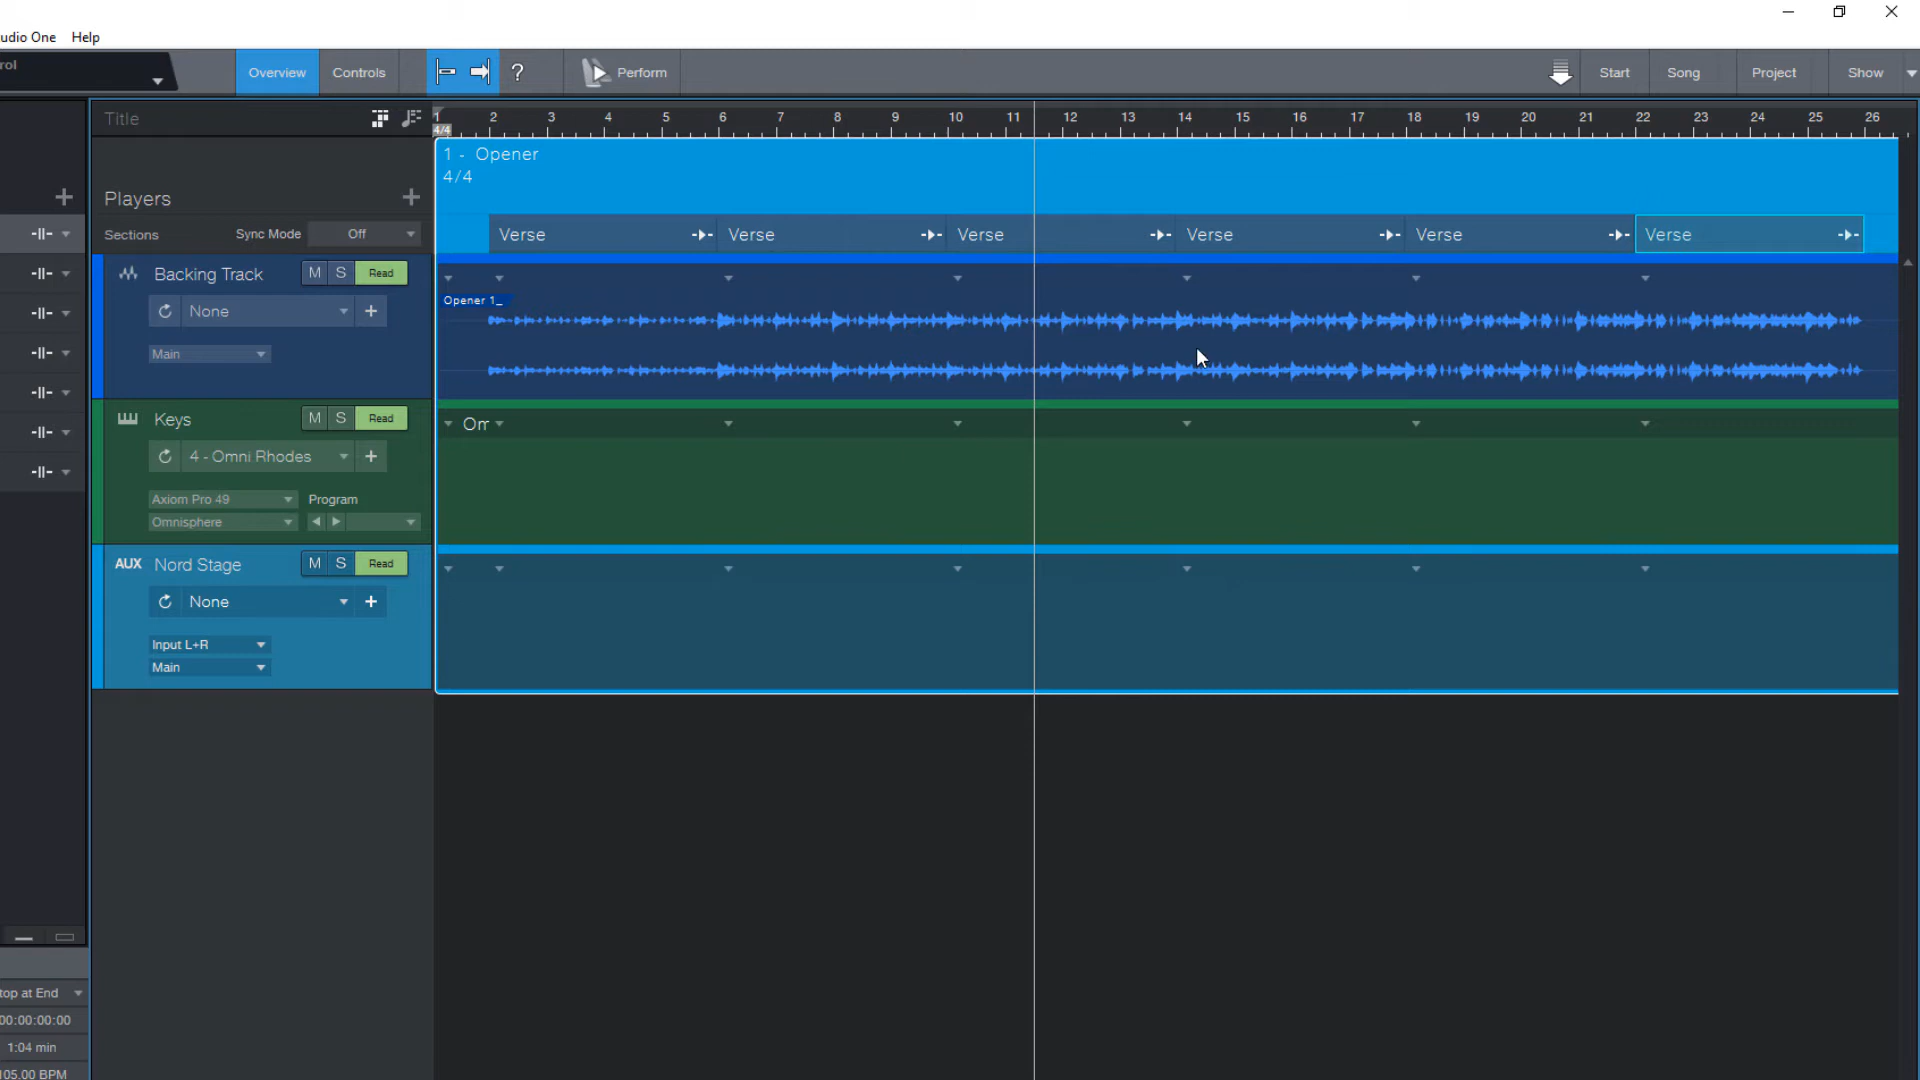 udio One Help
rol
Overview Controls ? Perform Start Song Project Show
Title
1 2 3 4 5 6 7 8 9 10 11 12 13 14 15 16 17 18 19 20 21 22 23 24 25 26
4/4
1 - Opener
4/4
Players
Sections Sync Mode Off
Verse Verse Verse Verse Verse Verse
Backing Track M S Read
Opener 1_
None
Main
Keys M S Read
Om
4 - Omni Rhodes
Axiom Pro 49 Program
Omnisphere
AUX Nord Stage M S Read
None
Input L+R
Main
top at End
00:00:00:00
1:04 min
105.00 BPM